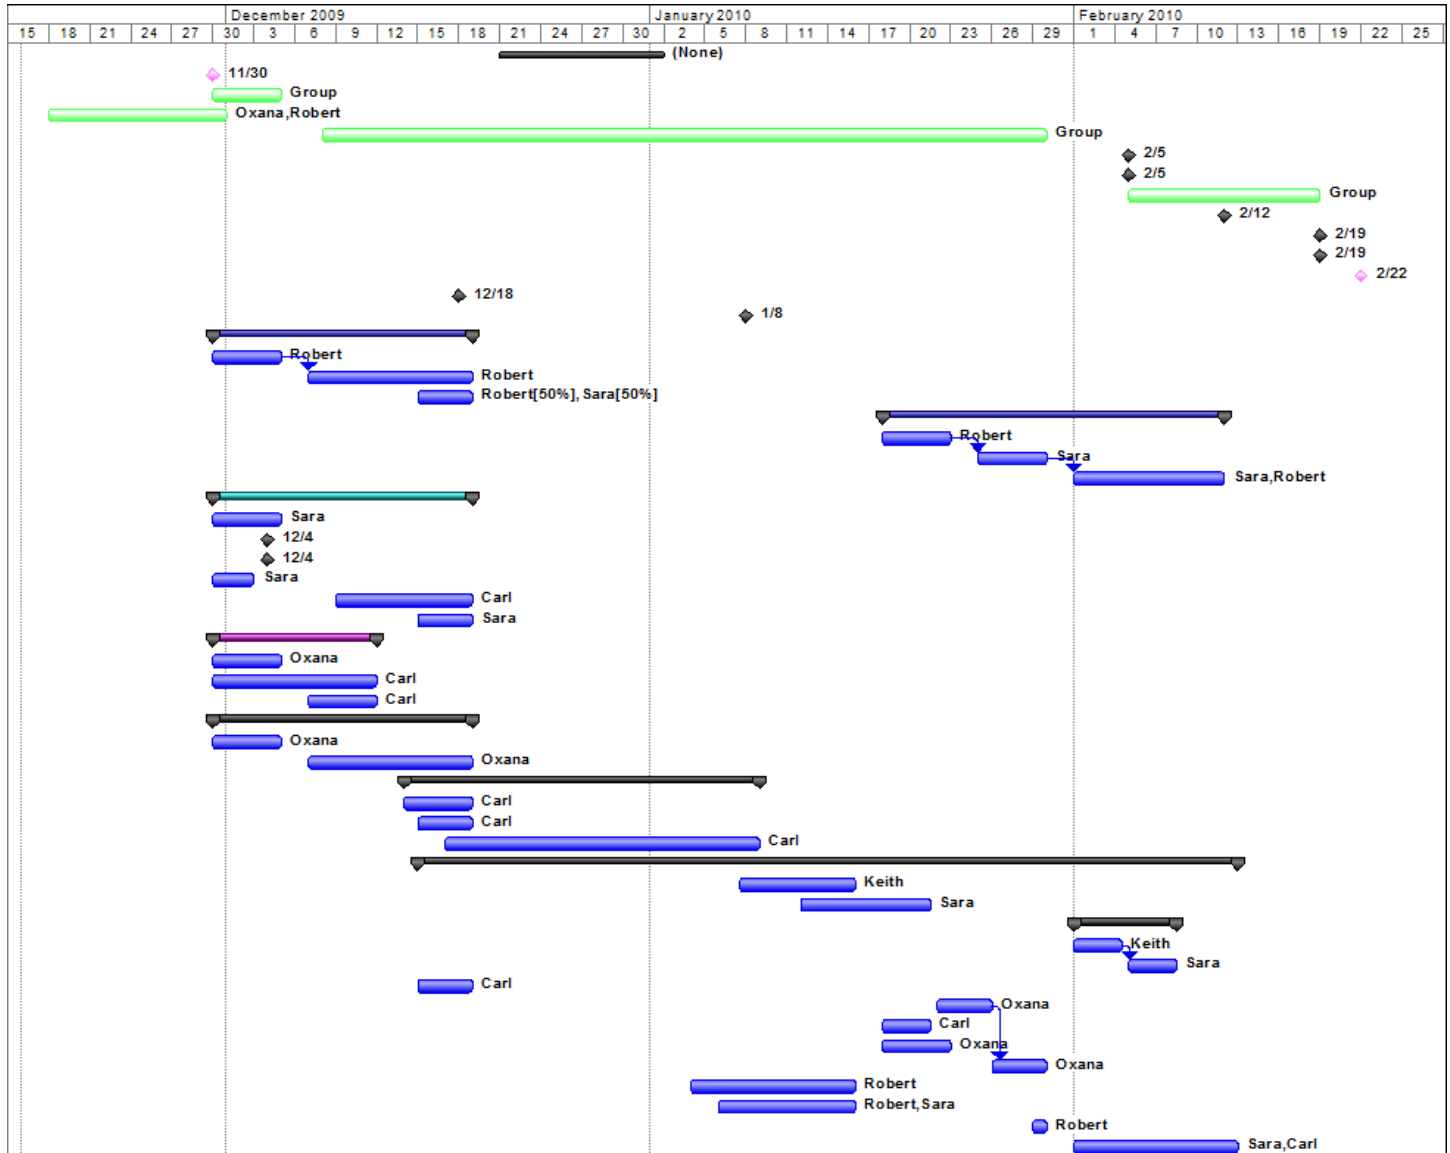 December 2009 January 2010 February 2010
15 18 21 24 27 30 3 6 9 12 15 18 21 24 27 30 2 5 8 11 14 17 20 23 26 29 1 4 7 10 13 16 19 22 25
(None)
11/30
Group
Oxana,Robert
Group
2/5
2/5
Group
2/12
2/19
2/19
2/22
12/18
1/8
Robert
Robert
Robert[50%],Sara[50%]
Robert
Sara
Sara,Robert
Sara
12/4
12/4
Sara
Carl
Sara
Oxana
Carl
Carl
Oxana
Oxana
Carl
Carl
Carl
Keith
Sara
Keith
Sara
Carl
Oxana
Carl
Oxana
Oxana
Robert
Robert,Sara
Robert
Sara,Carl